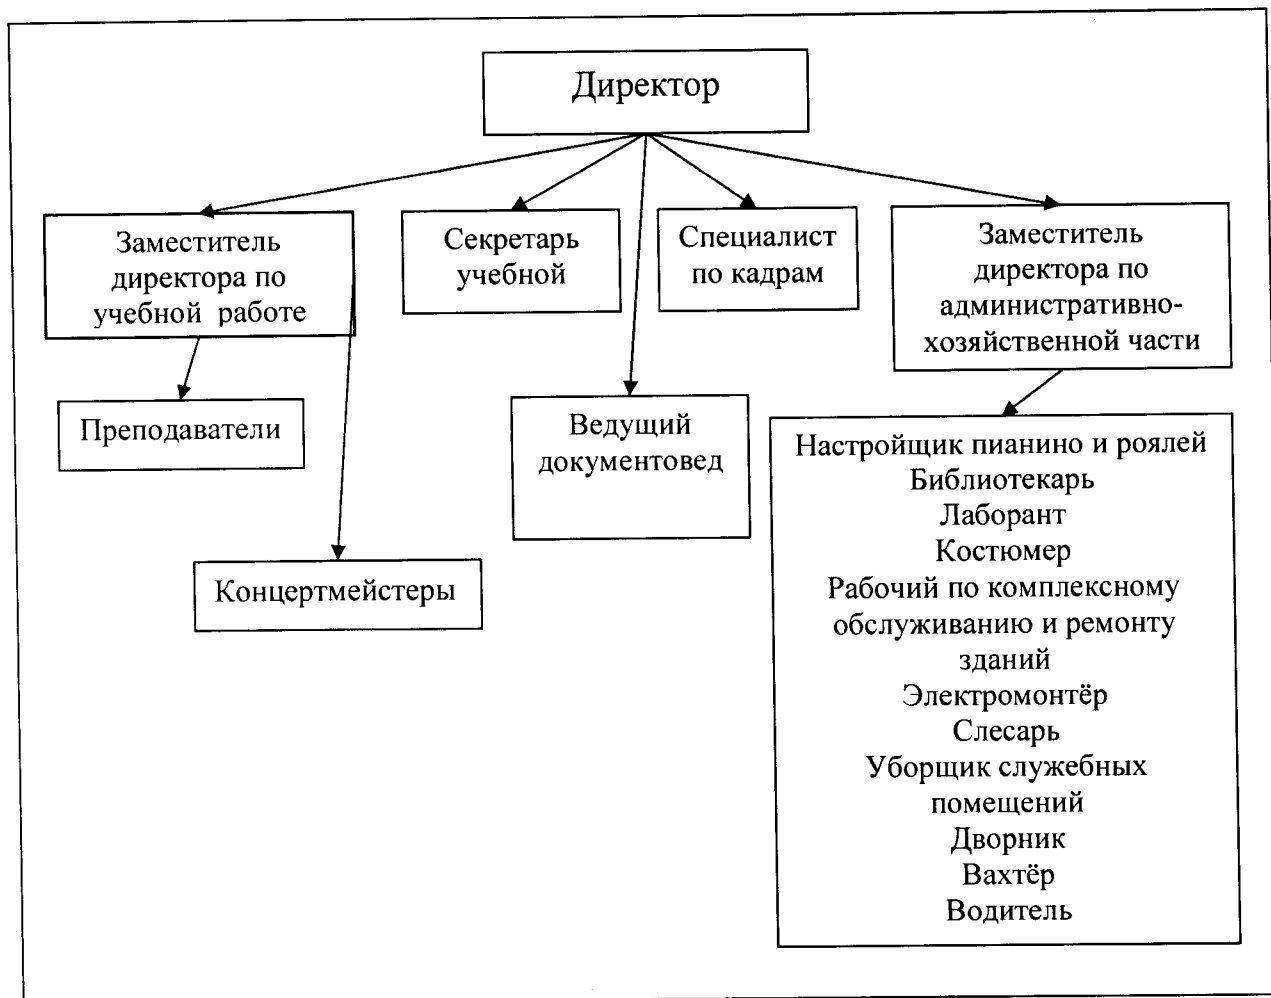 Директор
Заместитель
директора по
учебной работе
Секретарь
учебной
Специалист
по кадрам
Заместитель
директора по
административно-
хозяйственной части
Преподаватели
Ведущий
документовед
Концертмейстеры
Настройщик пианино и роялей
Библиотекарь
Лаборант
Костюмер
Рабочий по комплексному
обслуживанию и ремонту
зданий
Электромонтёр
Слесарь
Уборщик служебных
помещений
Дворник
Вахтёр
Водитель